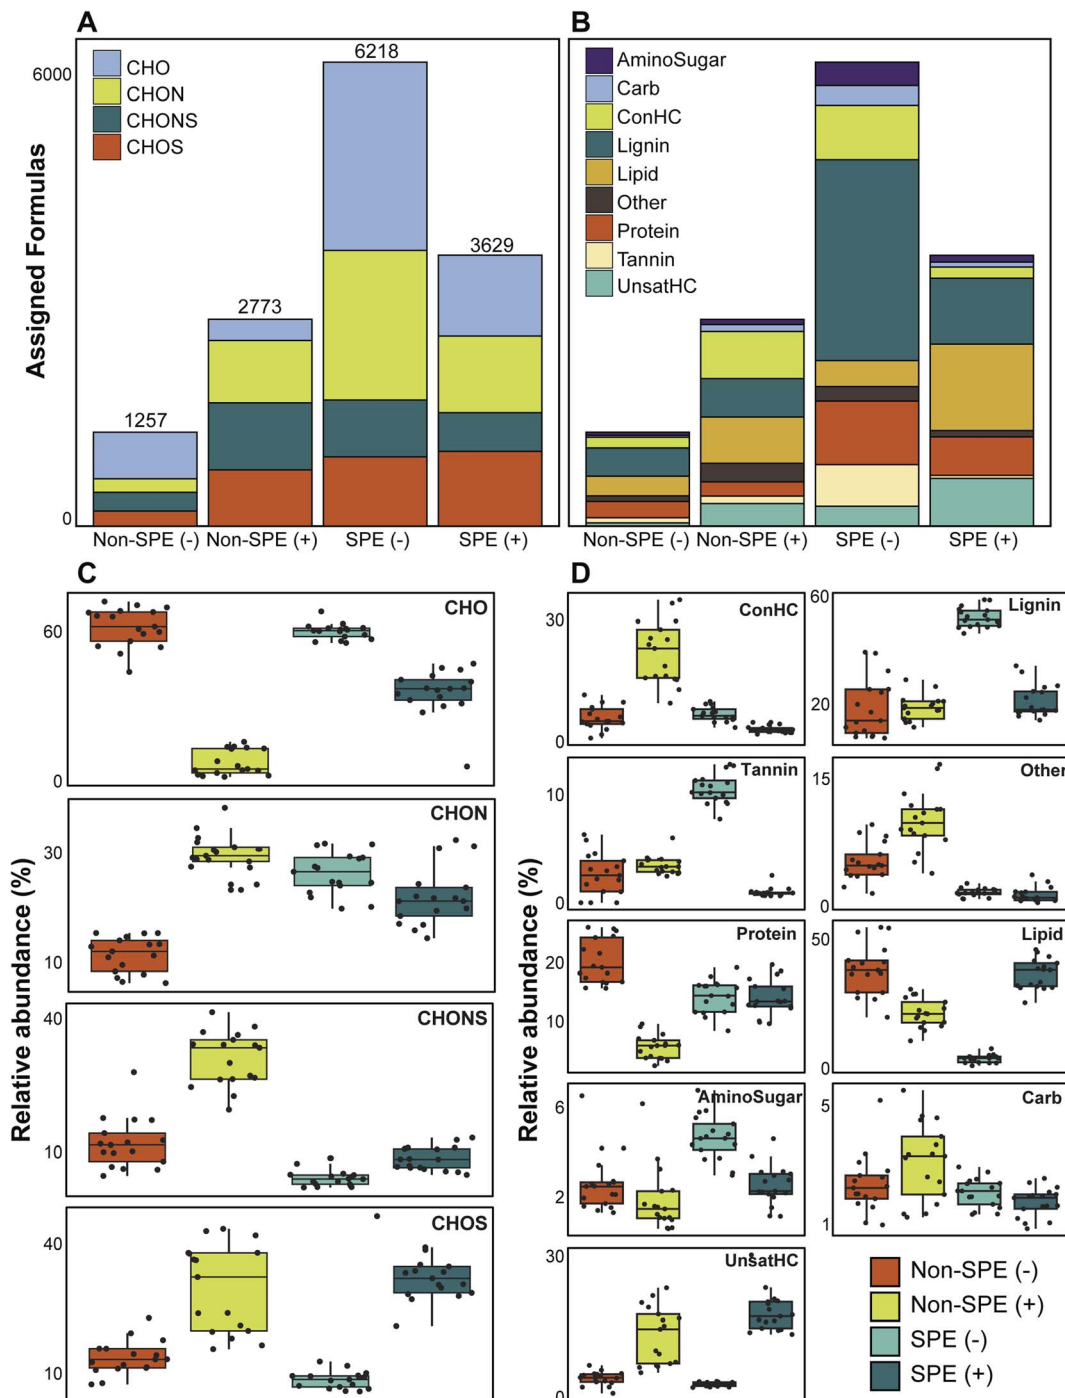 A
CHO
CHON
CHONS
CHOS
6000
0
Assigned Formulas
1257
2773
6218
3629
Non-SPE (-)
Non-SPE (+)
SPE (-)
SPE (+)
B
AminoSugar
Carb
ConHC
Lignin
Lipid
Other
Protein
Tannin
UnsatHC
Non-SPE (-)
Non-SPE (+)
SPE (-)
SPE (+)
C
Relative abundance (%)
CHO
60
0
CHON
30
10
CHONS
40
10
CHOS
40
10
D
Relative abundance (%)
ConHC
30
0
Lignin
60
20
Tannin
10
0
Other
15
0
Protein
20
10
Lipid
50
0
AminoSugar
6
2
Carb
5
1
UnsatHC
30
0
Non-SPE (-)
Non-SPE (+)
SPE (-)
SPE (+)